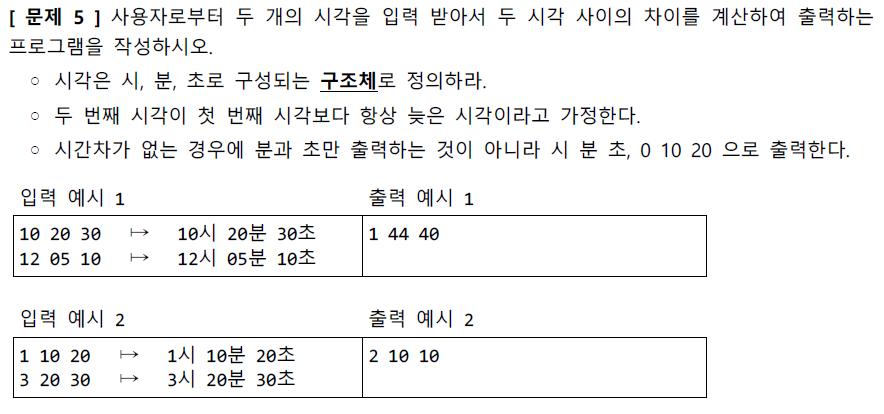 [ 문제 5 ] 사용자로부터 두 개의 시각을 입력 받아서 두 시각 사이의 차이를 계산하여 출력하는
프로그램을 작성하시오.
○ 시각은 시, 분, 초로 구성되는 구조체로 정의하라.
○ 두 번째 시각이 첫 번째 시각보다 항상 늦은 시각이라고 가정한다.
○ 시간차가 없는 경우에 분과 초만 출력하는 것이 아니라 시 분 초, 0 10 20 으로 출력한다.
입력 예시 1
출력 예시 1
10 20 30 ↦ 10시 20분 30초
12 05 10 ↦ 12시 05분 10초
1 44 40
입력 예시 2
출력 예시 2
1 10 20 ↦ 1시 10분 20초
3 20 30 ↦ 3시 20분 30초
2 10 10